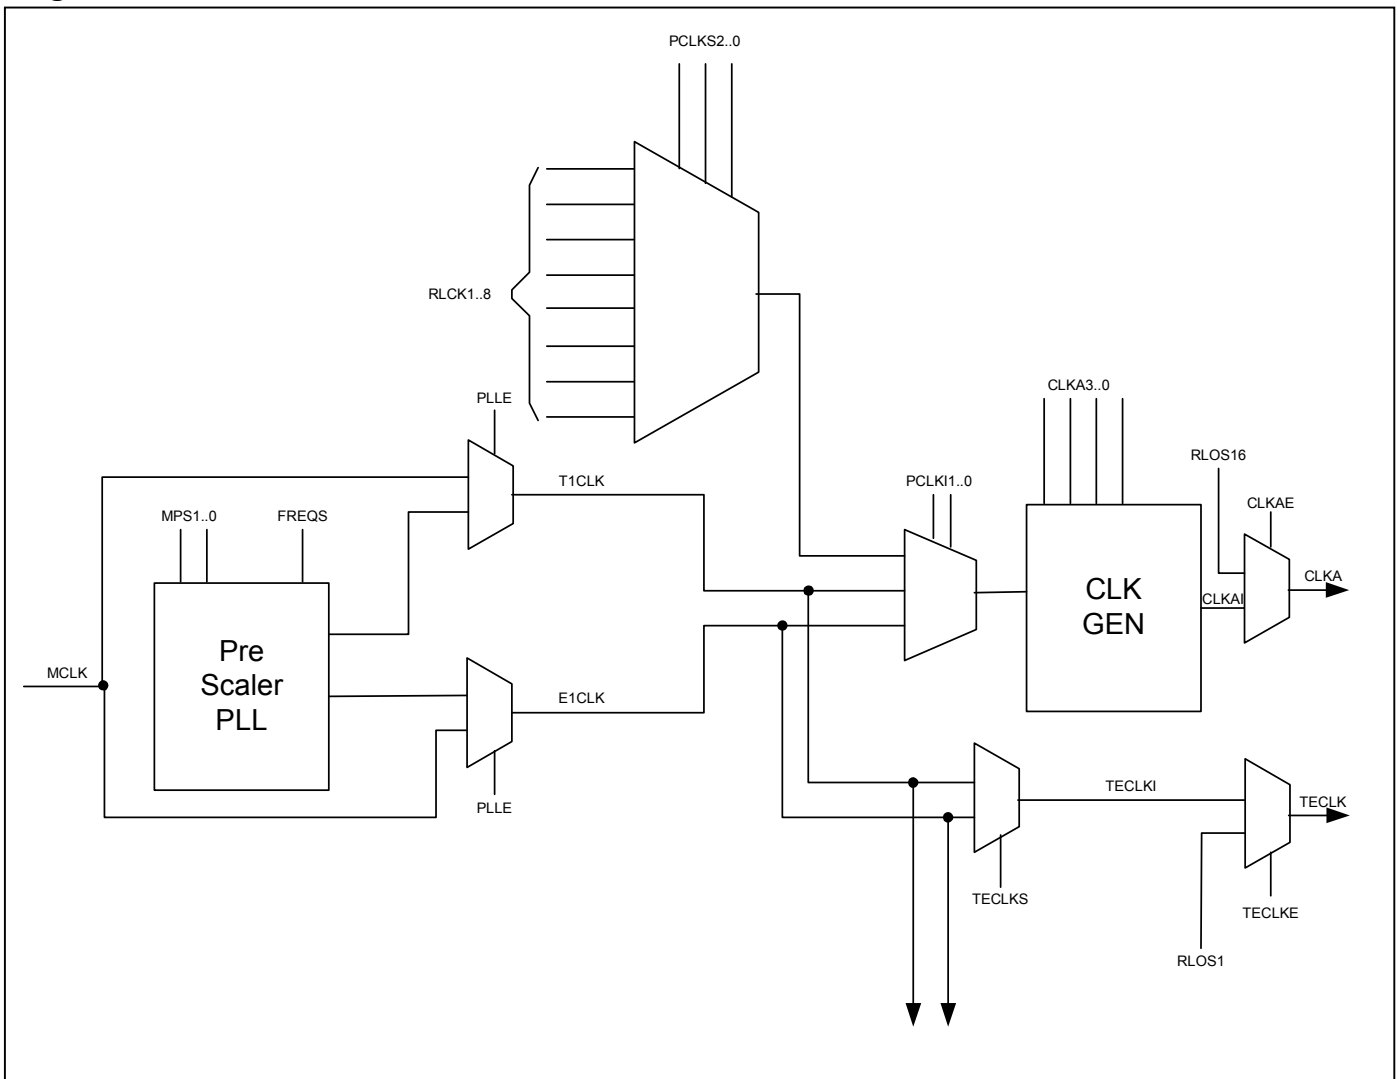 PCLKS2..0
RLCK1..8
CLKA3..0
PLLE
RLOS16
T1CLK
PCLKI1..0
CLKAE
MPS1..0
FREQS
CLKA
CLK
GEN
CLKAI
Pre
Scaler
PLL
MCLK
E1CLK
TECLKI
TECLK
PLLE
TECLKS
TECLKE
RLOS1